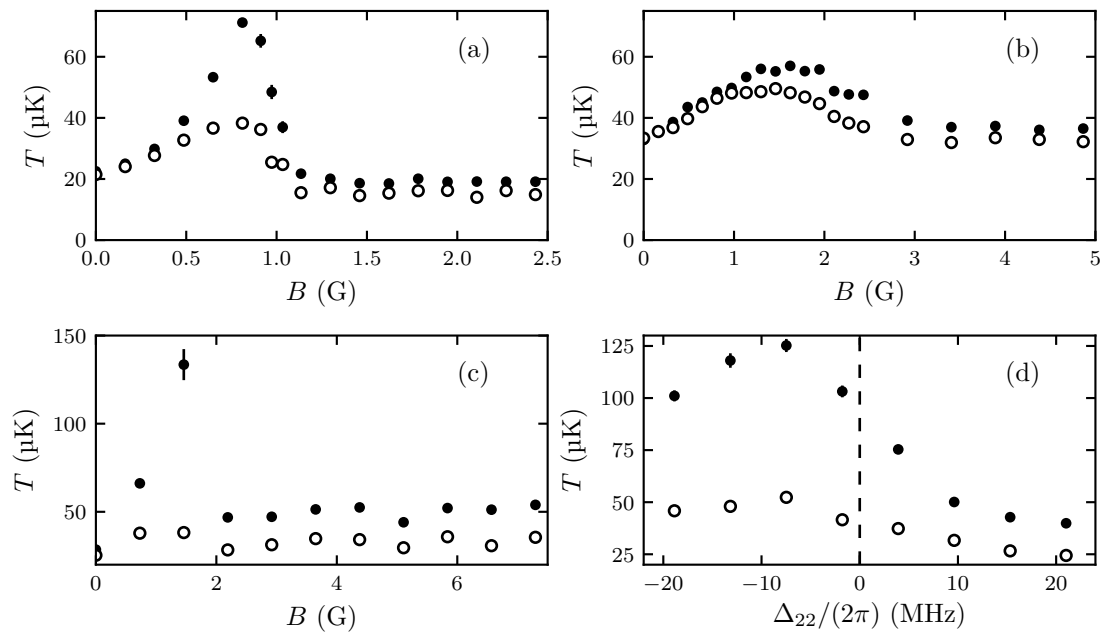 (a)
T (µK)
60
40
20
0
0.0 0.5 1.0 1.5 2.0 2.5
B (G)
(b)
T (µK)
60
40
20
0
0 1 2 3 4 5
B (G)
(c)
T (µK)
150
100
50
0 2 4 6
B (G)
(d)
T (µK)
125
100
75
50
25
−20 −10 0 10 20
Δ₂₂/(2π) (MHz)